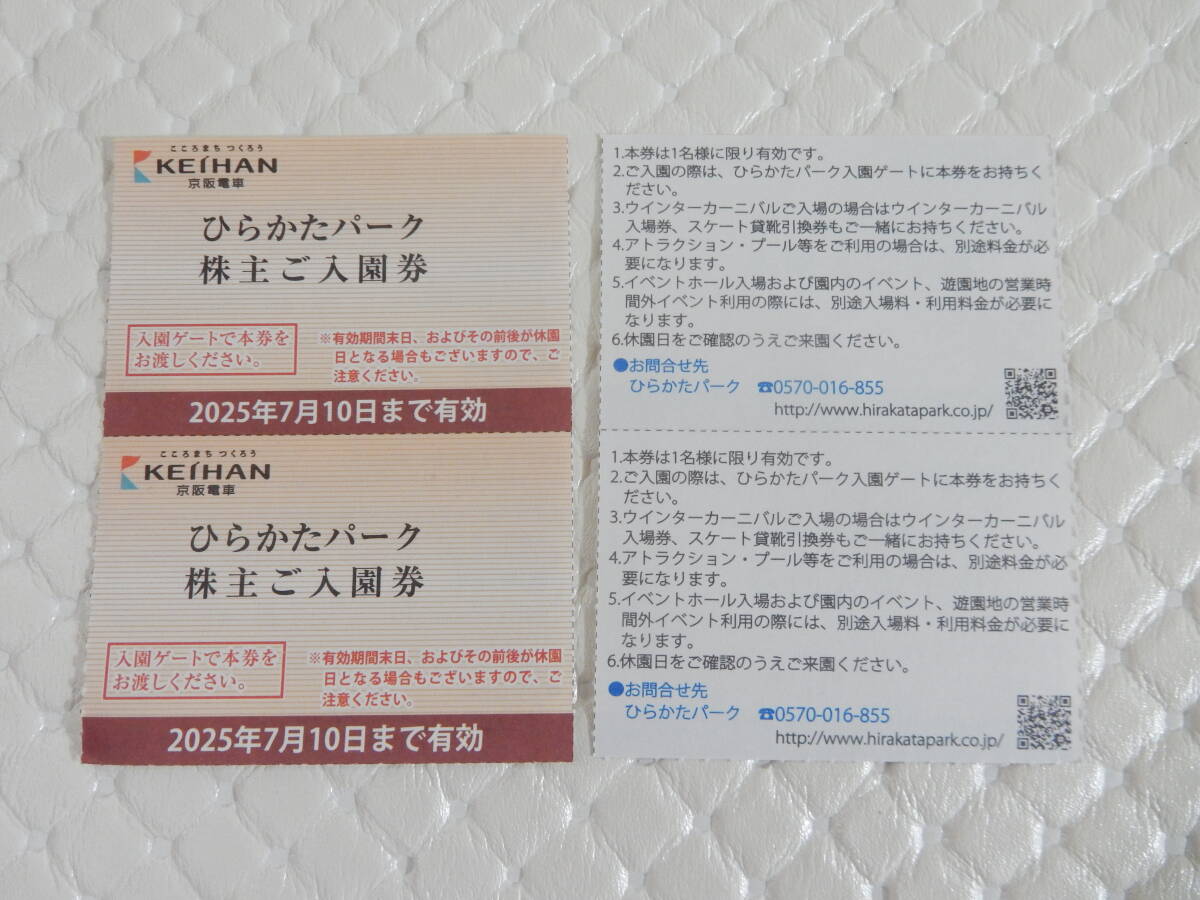 こころまち つくろう
KEIHAN
京阪電車
ひらかたパーク
株主ご入園券
入園ゲートで本券を
お渡しください。
※有効期間末日、およびその前後が休園
日となる場合もございますので、ご
注意ください。
2025年7月10日まで有効
こころまち つくろう
KEIHAN
京阪電車
ひらかたパーク
株主ご入園券
入園ゲートで本券を
お渡しください。
※有効期間末日、およびその前後が休園
日となる場合もございますので、ご
注意ください。
2025年7月10日まで有効
1.本券は1名様に限り有効です。
2.ご入園の際は、ひらかたパーク入園ゲートに本券をお持ちく
ださい。
3.ウインターカーニバルご入場の場合はウインターカーニバル
入場券、スケート貸靴引換券もご一緒にお持ちください。
4.アトラクション・プール等をご利用の場合は、別途料金が必
要になります。
5.イベントホール入場および園内のイベント、遊園地の営業時
間外イベント利用の際には、別途入場料・利用料金が必要に
なります。
6.休園日をご確認のうえご来園ください。
●お問合せ先
ひらかたパーク ☎0570-016-855
http://www.hirakatapark.co.jp/
1.本券は1名様に限り有効です。
2.ご入園の際は、ひらかたパーク入園ゲートに本券をお持ちく
ださい。
3.ウインターカーニバルご入場の場合はウインターカーニバル
入場券、スケート貸靴引換券もご一緒にお持ちください。
4.アトラクション・プール等をご利用の場合は、別途料金が必
要になります。
5.イベントホール入場および園内のイベント、遊園地の営業時
間外イベント利用の際には、別途入場料・利用料金が必要に
なります。
6.休園日をご確認のうえご来園ください。
●お問合せ先
ひらかたパーク ☎0570-016-855
http://www.hirakatapark.co.jp/